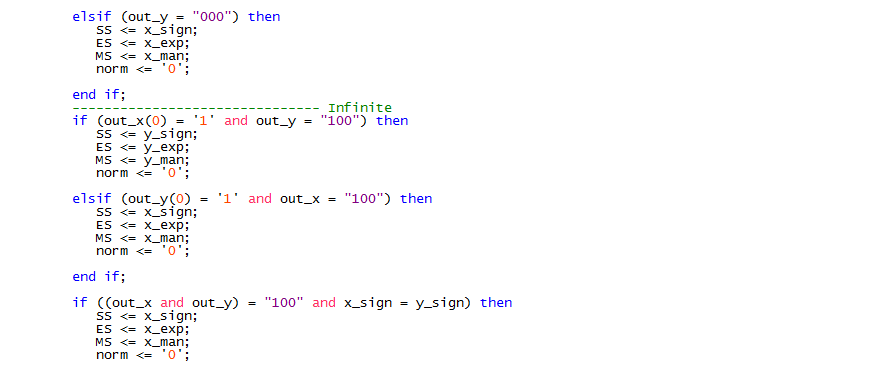 elsif (out_y = "000") then
SS <= x_sign;
ES <= x_exp;
MS <= x_man;
norm <= '0';
end if;
------------------------------- Infinite
if (out_x(0) = '1' and out_y = "100") then
SS <= y_sign;
ES <= y_exp;
MS <= y_man;
norm <= '0';
elsif (out_y(0) = '1' and out_x = "100") then
SS <= x_sign;
ES <= x_exp;
MS <= x_man;
norm <= '0';
end if;
if ((out_x and out_y) = "100" and x_sign = y_sign) then
SS <= x_sign;
ES <= x_exp;
MS <= x_man;
norm <= '0';